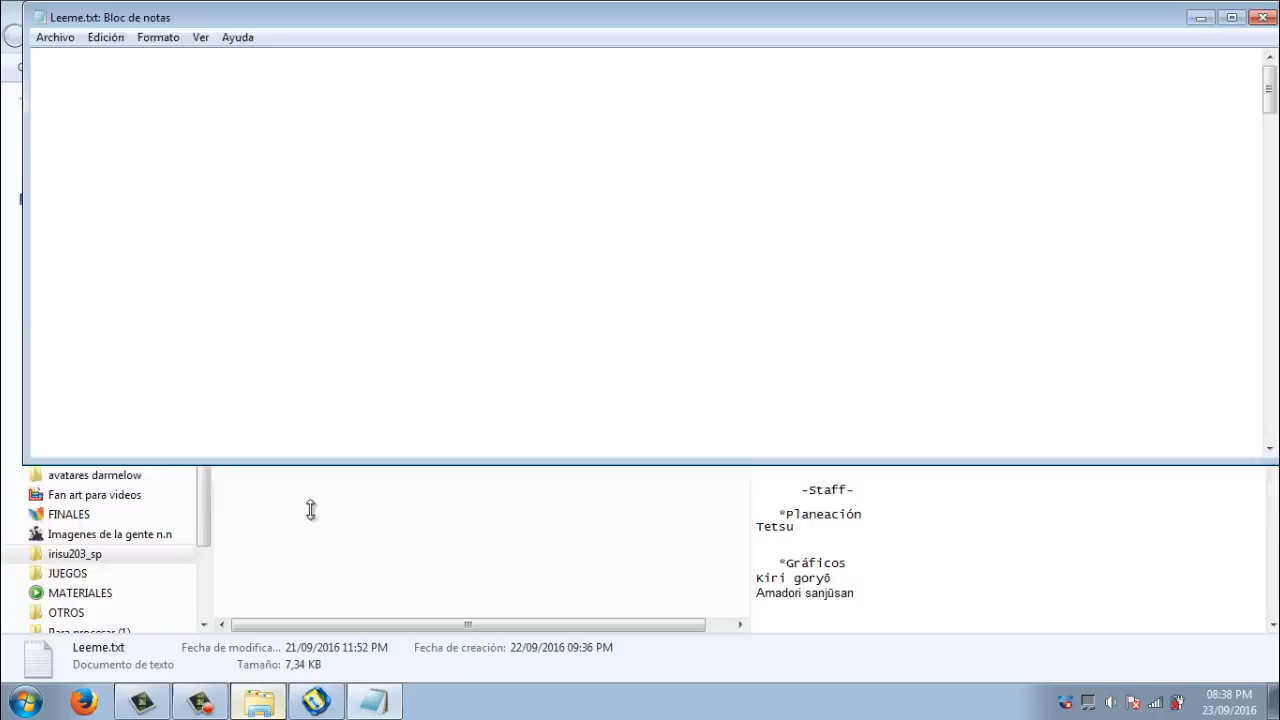 Leeme.txt: Bloc de notas
Archivo Edición Formato Ver Ayuda
avatares darmelow
Fan art para videos
FINALES
Imagenes de la gente n.n
irisu203_sp
JUEGOS
MATERIALES
OTROS
Para procesar (1)
-Staff-
*Planeación
Tetsu
*Gráficos
Kiri goryō
Amadori sanjūsan
Leeme.txt Fecha de modifica... 21/09/2016 11:52 PM Fecha de creación: 22/09/2016 09:36 PM
Documento de texto Tamaño: 7,34 KB
08:38 PM
23/09/2016